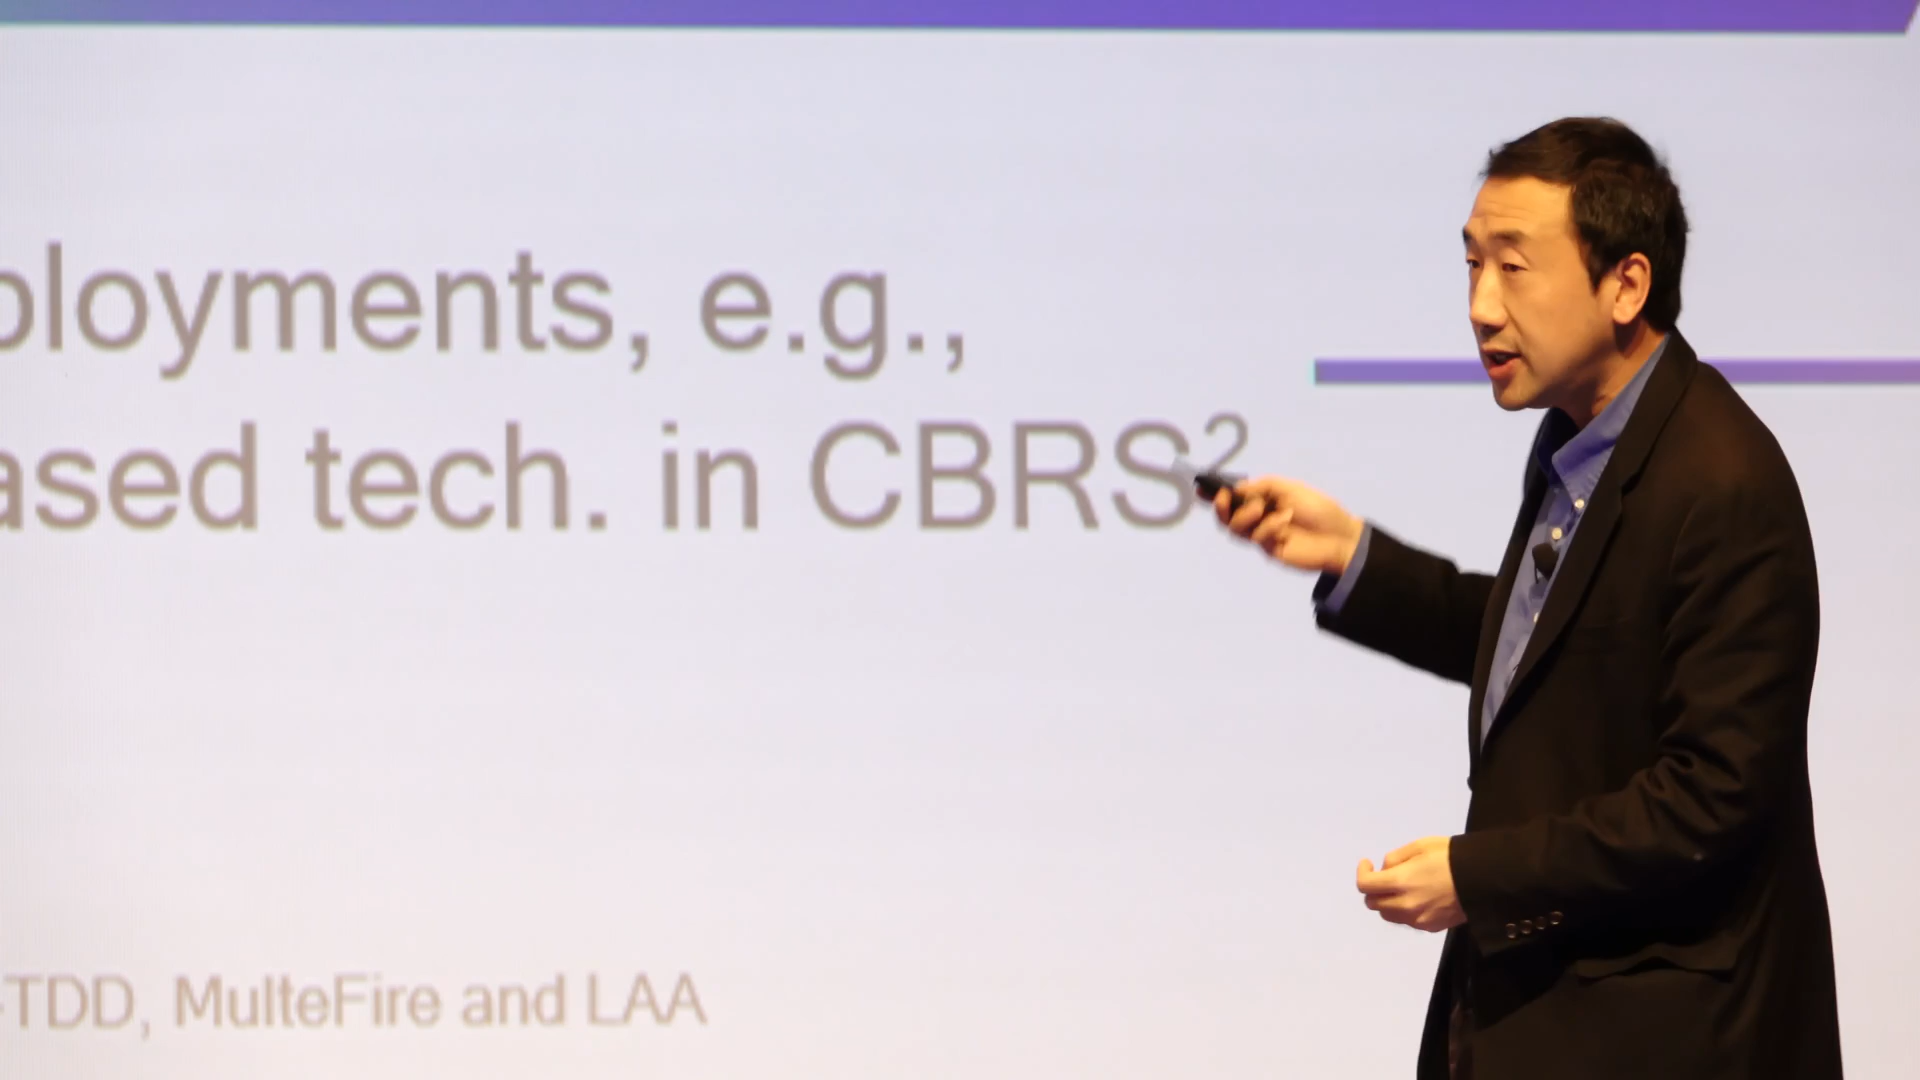 ployments, e.g.,
ased tech. in CBRS²
-TDD, MulteFire and LAA